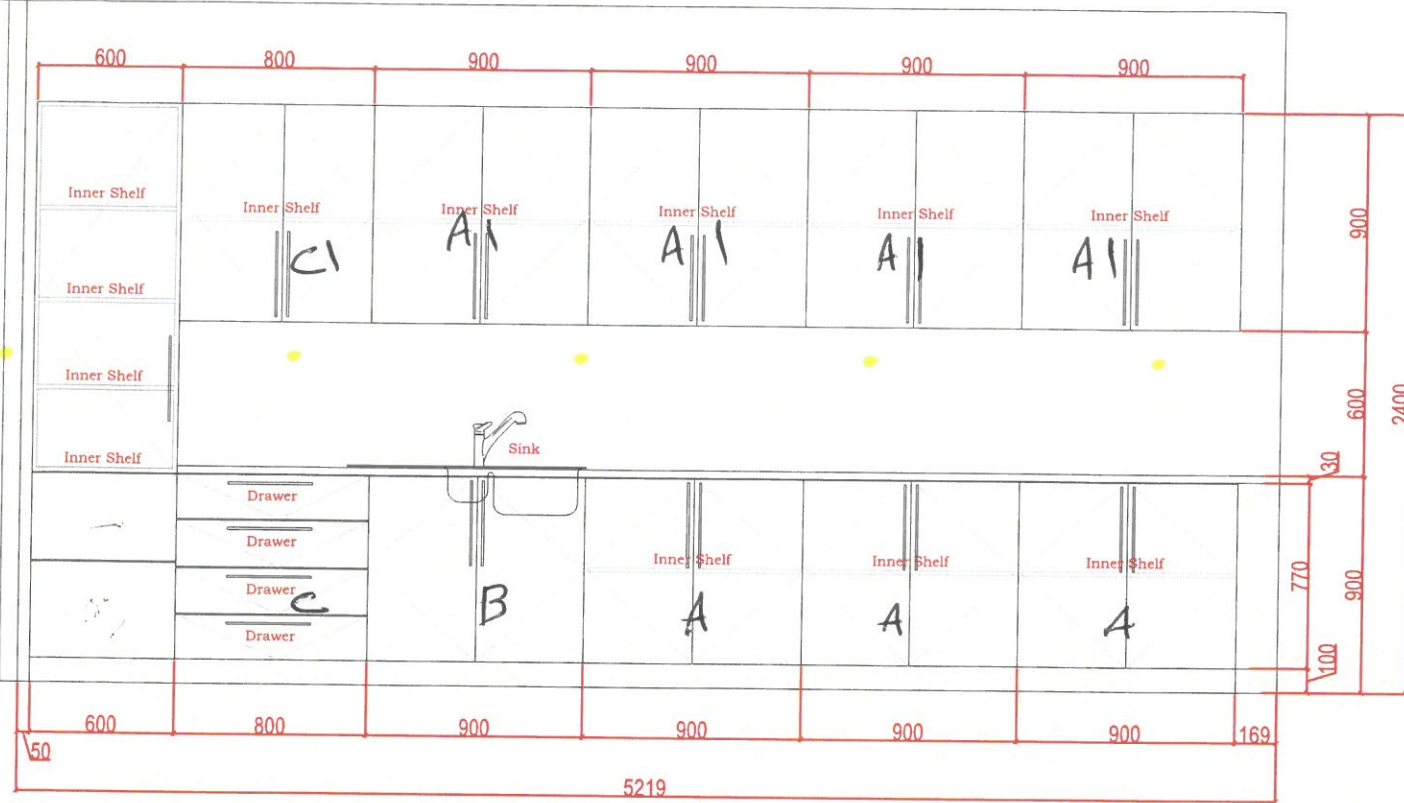 600 800 900 900 900 900
Inner Shelf
Inner Shelf Inner Shelf Inner Shelf Inner Shelf Inner Shelf
C1 A1 A1 A1 A1
900
Inner Shelf
Inner Shelf
600
2400
Sink
Inner Shelf
30
Drawer
Drawer
Inner Shelf Inner Shelf Inner Shelf
770
900
Drawer
C B A A A
Drawer
100
600 800 900 900 900 900 169
50
5219